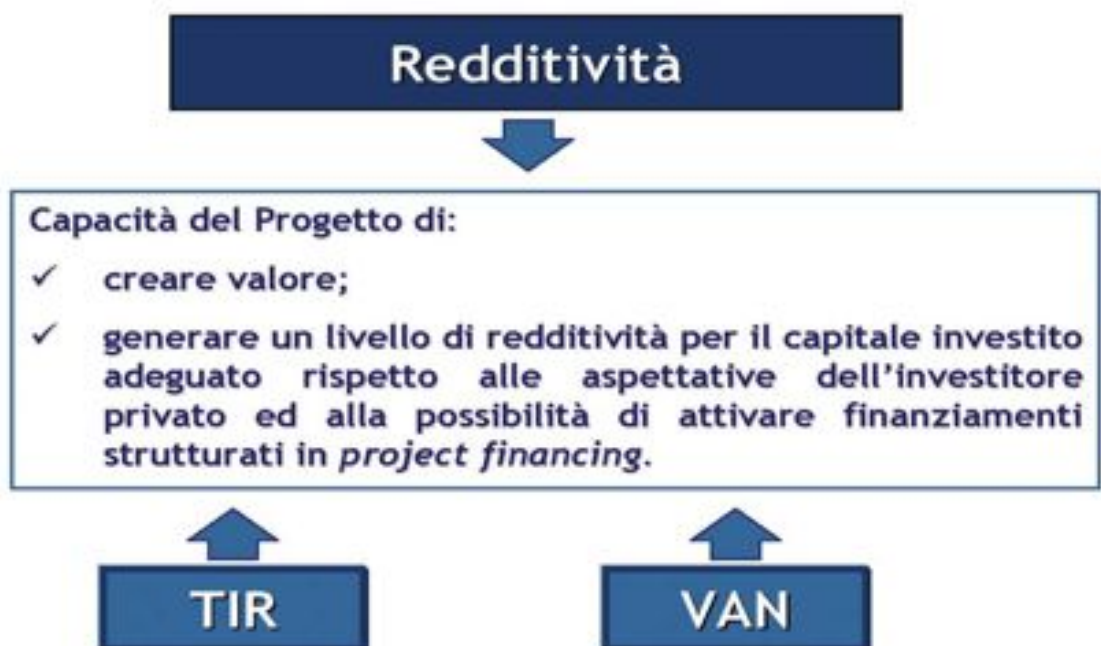 Redditività
Capacità del Progetto di:
✓ creare valore;
✓ generare un livello di redditività per il capitale investito
adeguato rispetto alle aspettative dell'investitore
privato ed alla possibilità di attivare finanziamenti
strutturati in project financing.
TIR VAN